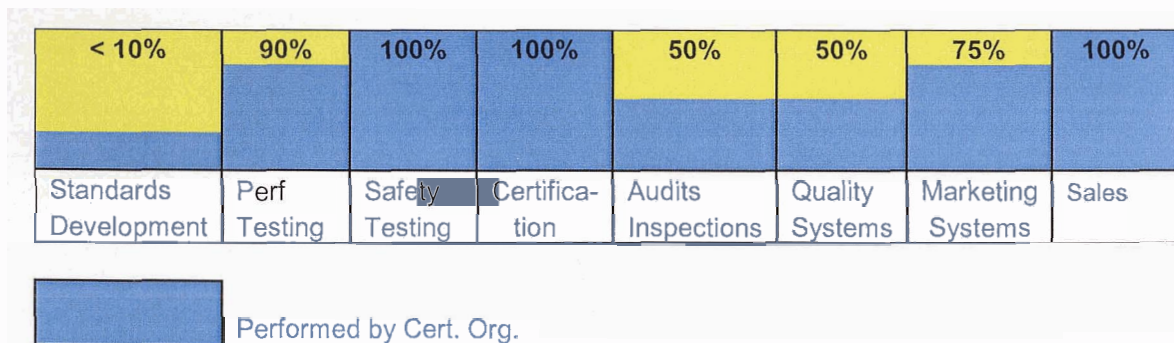 < 10% 90% 100% 100% 50% 50% 75% 100%
Standards Perf Safety Certifica- Audits Quality Marketing Sales
Development Testing Testing tion Inspections Systems Systems
Performed by Cert. Org.